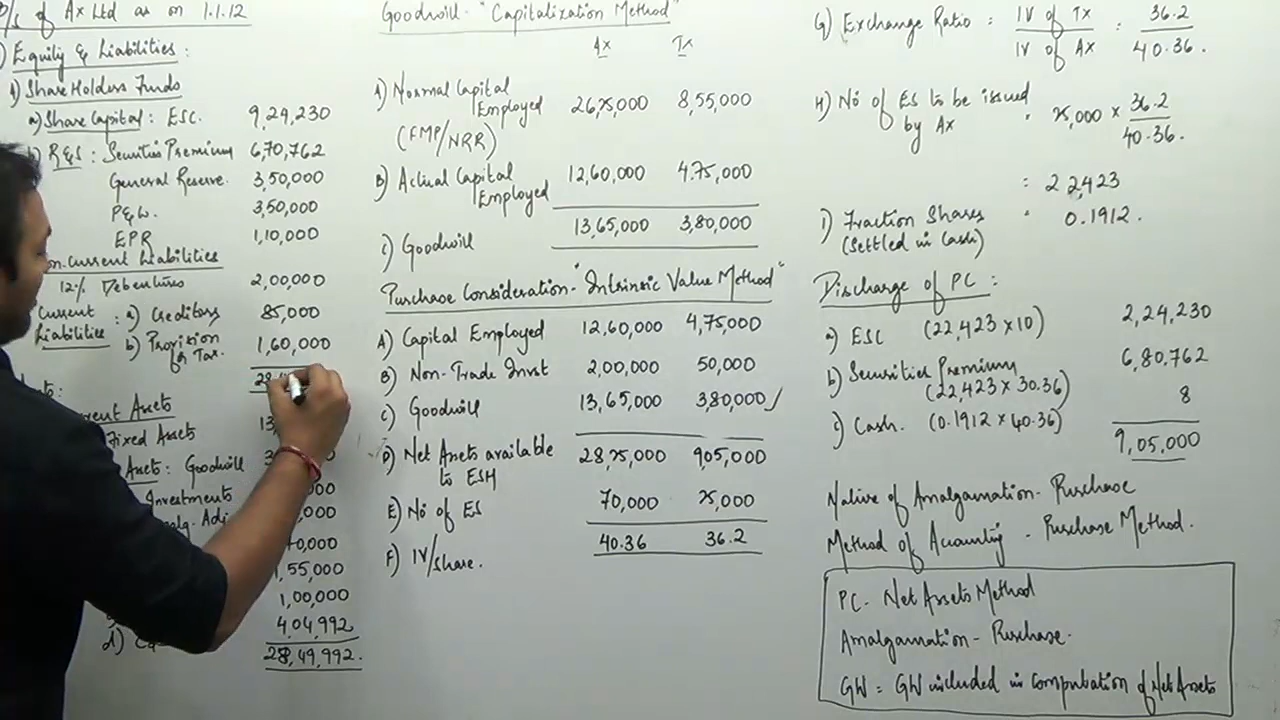 B/s of Ax Ltd as on 1.1.12
Equity & Liabilities :
1) ShareHolders Funds
a) Share Capital : ESC. 9,24,230
b) R&S : Securities Premium 6,70,762
General Reserve. 3,50,000
P&L. 3,50,000
EPR 1,10,000
Non.Current Liabilities
12% Debentures 2,00,000
Current Liabilities : a) Creditors 85,000
b) Provision for Tax. 1,60,000
Current Assets
Fixed Assets
Assets : Goodwill
Investments
Adj
1,55,000
1,00,000
d) 4,04,992
28,49,992.
Goodwill - "Capitalization Method"
Ax Tx
A) Normal Capital Employed 26,25,000 8,55,000
(FMP/NRR)
B) Actual Capital Employed 12,60,000 4,75,000
C) Goodwill 13,65,000 3,80,000
Purchase Consideration - "Intrinsic Value Method"
A) Capital Employed 12,60,000 4,75,000
B) Non-Trade Invst 2,00,000 50,000
C) Goodwill 13,65,000 3,80,000
D) Net Assets available to ESH 28,25,000 905,000
E) No of ES 70,000 25,000
F) IV/share. 40.36 36.2
G) Exchange Ratio : IV of Tx / IV of Ax : 36.2 / 40.36.
H) No of ES to be issued by Ax : 25,000 × 36.2 / 40.36.
: 22,423
I) Fraction Shares : 0.1912.
(Settled in Cash)
Discharge of PC :
a) ESC (22,423 × 10) 2,24,230
b) Securities Premium 6,80,762
(22,423 × 30.36)
c) Cash. (0.1912 × 40.36) 8
9,05,000
Nature of Amalgamation - Purchase
Method of Accounting - Purchase Method.
PC - Net Assets Method
Amalgamation - Purchase.
GW = GW included in computation of Net Assets